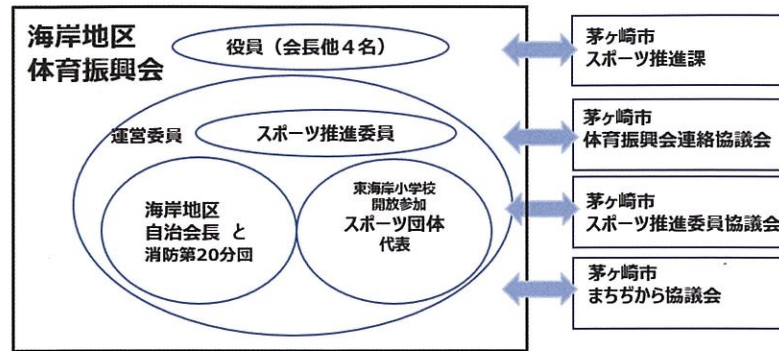 海岸地区
体育振興会
役員（会長他４名）
運営委員
スポーツ推進委員
海岸地区
自治会長 と
消防第20分団
東海岸小学校
開放参加
スポーツ団体
代表
茅ヶ崎市
スポーツ推進課
茅ヶ崎市
体育振興会連絡協議会
茅ヶ崎市
スポーツ推進委員協議会
茅ヶ崎市
まちぢから協議会